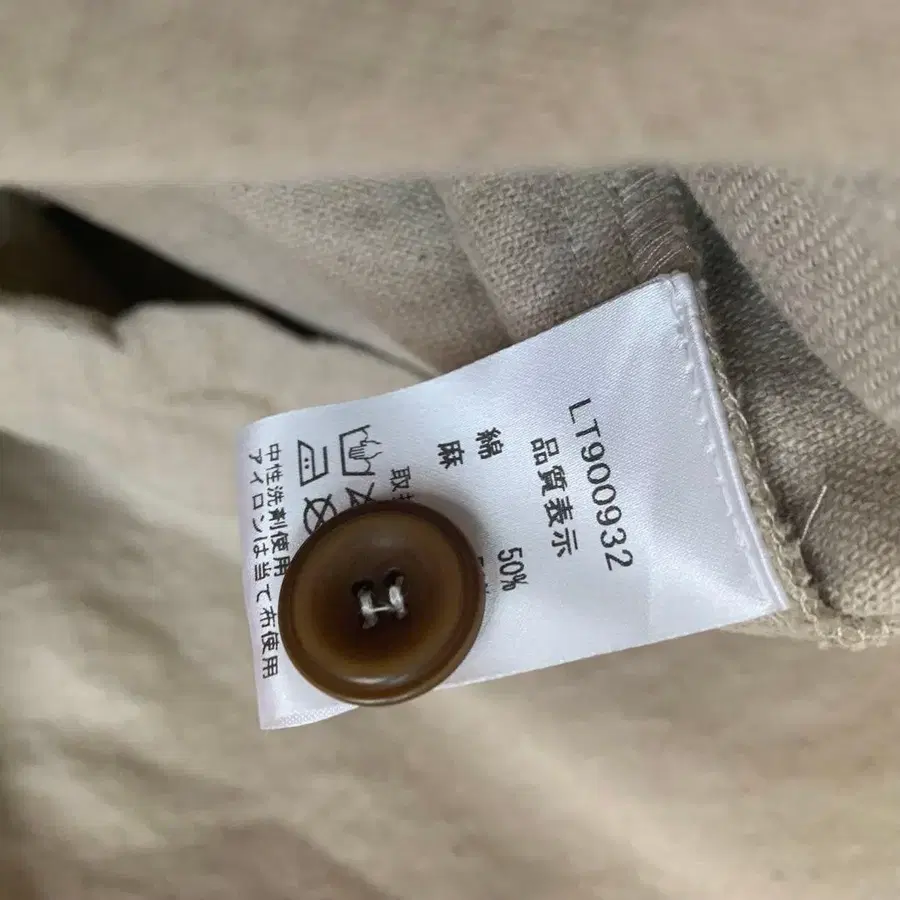 LT900932
品質表示
綿 50%
麻
取
中性洗剤使用
アイロンは当て布使用